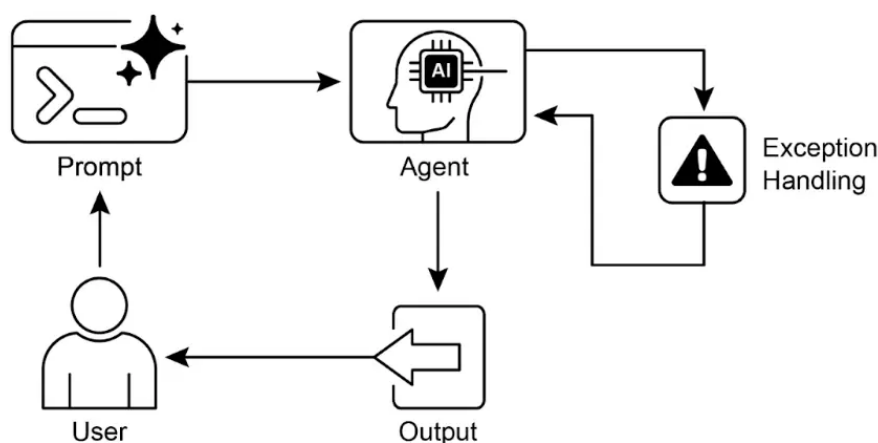 AI
Prompt
Agent
Exception
Handling
User
Output